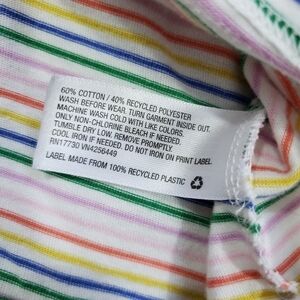 60% COTTON / 40% RECYCLED POLYESTER
WASH BEFORE WEAR. TURN GARMENT INSIDE OUT.
MACHINE WASH COLD WITH LIKE COLORS.
ONLY NON-CHLORINE BLEACH IF NEEDED.
TUMBLE DRY LOW. REMOVE PROMPTLY.
COOL IRON IF NEEDED. DO NOT IRON ON PRINT LABEL.
RN17730 VN4256449
LABEL MADE FROM 100% RECYCLED PLASTIC